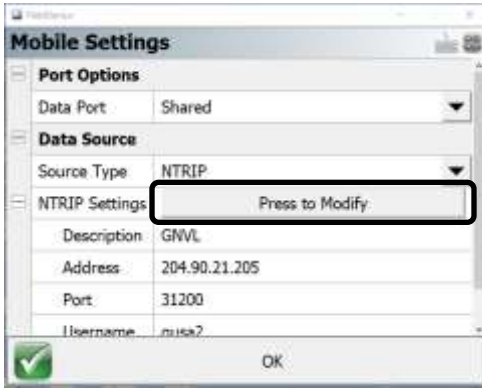 Mobile Settings
Port Options
Data Port Shared
Data Source
Source Type NTRIP
NTRIP Settings Press to Modify
Description GNVL
Address 204.90.21.205
Port 31200
Username
OK